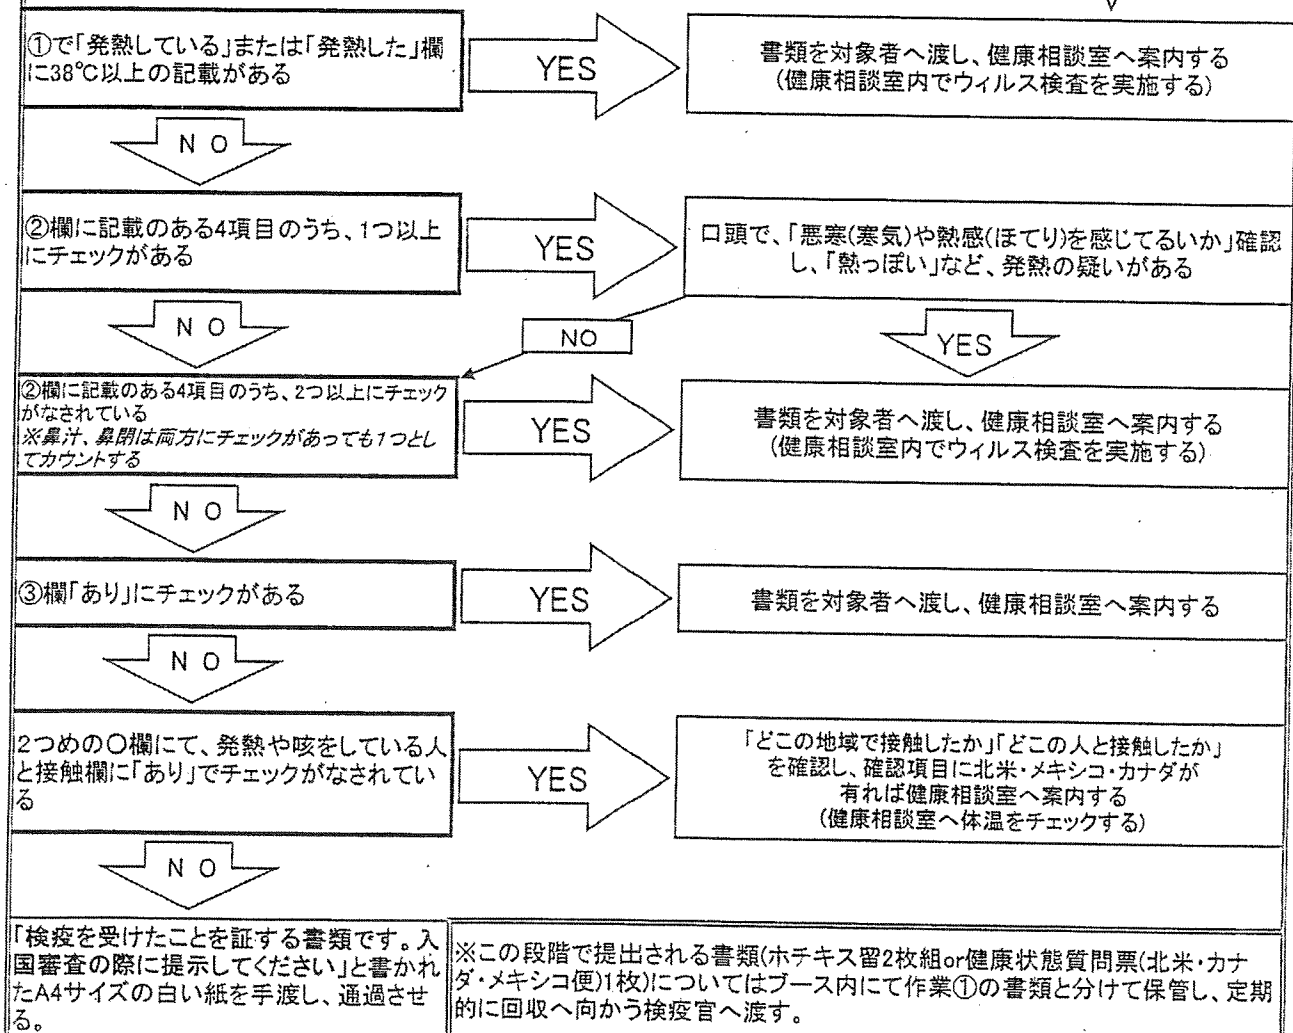 ①で「発熱している」または「発熱した」欄
に38℃以上の記載がある
YES
書類を対象者へ渡し、健康相談室へ案内する
(健康相談室内でウィルス検査を実施する)
NO
②欄に記載のある4項目のうち、1つ以上
にチェックがある
YES
口頭で、「悪寒(寒気)や熱感(ほてり)を感じてるいか」確認
し、「熱っぽい」など、発熱の疑いがある
NO
NO
YES
②欄に記載のある4項目のうち、2つ以上にチェック
がなされている
※鼻汁、鼻閉は両方にチェックがあっても1つとし
てカウントする
YES
書類を対象者へ渡し、健康相談室へ案内する
(健康相談室内でウィルス検査を実施する)
NO
③欄「あり」にチェックがある
YES
書類を対象者へ渡し、健康相談室へ案内する
NO
2つめの〇欄にて、発熱や咳をしている人
と接触欄に「あり」でチェックがなされてい
る
YES
「どこの地域で接触したか」「どこの人と接触したか」
を確認し、確認項目に北米・メキシコ・カナダが
有れば健康相談室へ案内する
(健康相談室へ体温をチェックする)
NO
「検疫を受けたことを証する書類です。入
国審査の際に提示してください」と書かれ
たA4サイズの白い紙を手渡し、通過させ
る。
※この段階で提出される書類(ホチキス留2枚組or健康状態質問票(北米・カナ
ダ・メキシコ便)1枚)についてはブース内にて作業①の書類と分けて保管し、定期
的に回収へ向かう検疫官へ渡す。